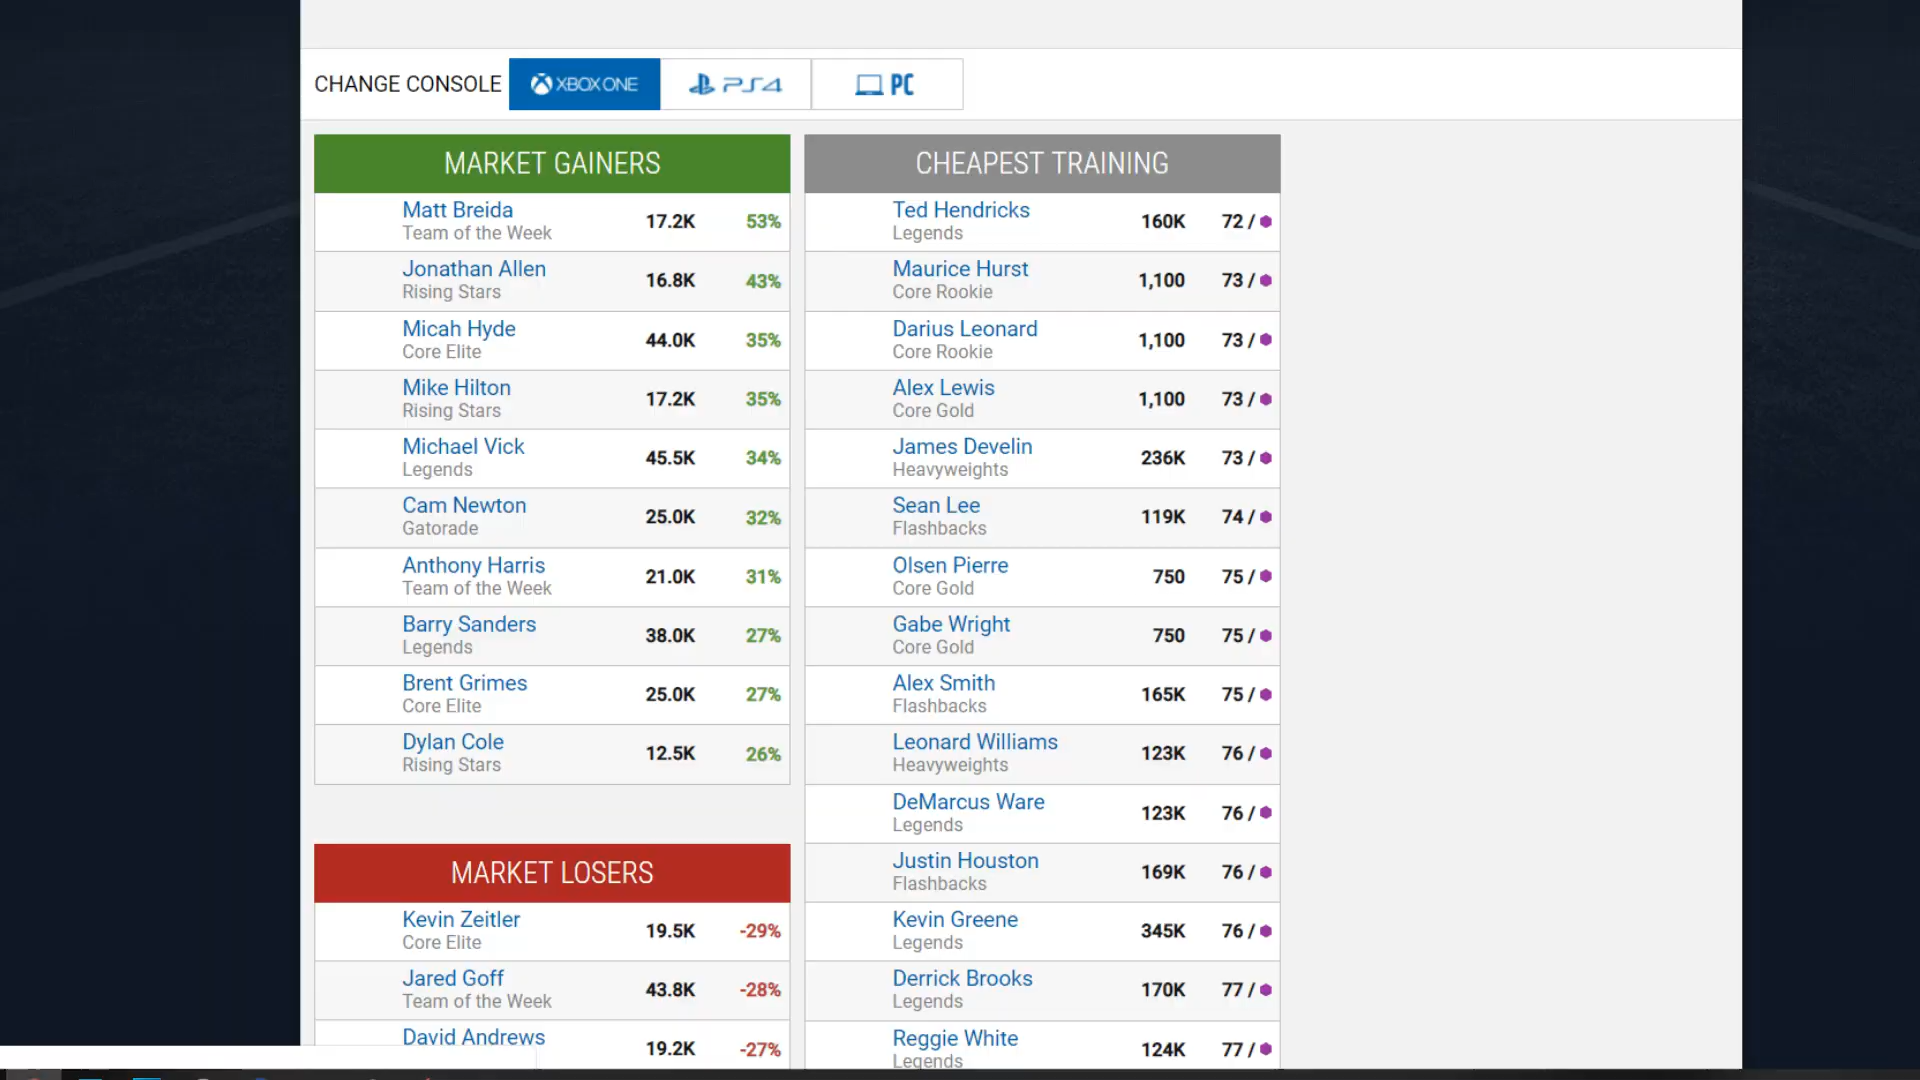 CHANGE CONSOLE XBOX ONE PS4 PC
MARKET GAINERS
Matt Breida 17.2K 53%
Team of the Week
Jonathan Allen 16.8K 43%
Rising Stars
Micah Hyde 44.0K 35%
Core Elite
Mike Hilton 17.2K 35%
Rising Stars
Michael Vick 45.5K 34%
Legends
Cam Newton 25.0K 32%
Gatorade
Anthony Harris 21.0K 31%
Team of the Week
Barry Sanders 38.0K 27%
Legends
Brent Grimes 25.0K 27%
Core Elite
Dylan Cole 12.5K 26%
Rising Stars
MARKET LOSERS
Kevin Zeitler 19.5K -29%
Core Elite
Jared Goff 43.8K -28%
Team of the Week
David Andrews 19.2K -27%
CHEAPEST TRAINING
Ted Hendricks 160K 72 /
Legends
Maurice Hurst 1,100 73 /
Core Rookie
Darius Leonard 1,100 73 /
Core Rookie
Alex Lewis 1,100 73 /
Core Gold
James Develin 236K 73 /
Heavyweights
Sean Lee 119K 74 /
Flashbacks
Olsen Pierre 750 75 /
Core Gold
Gabe Wright 750 75 /
Core Gold
Alex Smith 165K 75 /
Flashbacks
Leonard Williams 123K 76 /
Heavyweights
DeMarcus Ware 123K 76 /
Legends
Justin Houston 169K 76 /
Flashbacks
Kevin Greene 345K 76 /
Legends
Derrick Brooks 170K 77 /
Legends
Reggie White 124K 77 /
Legends